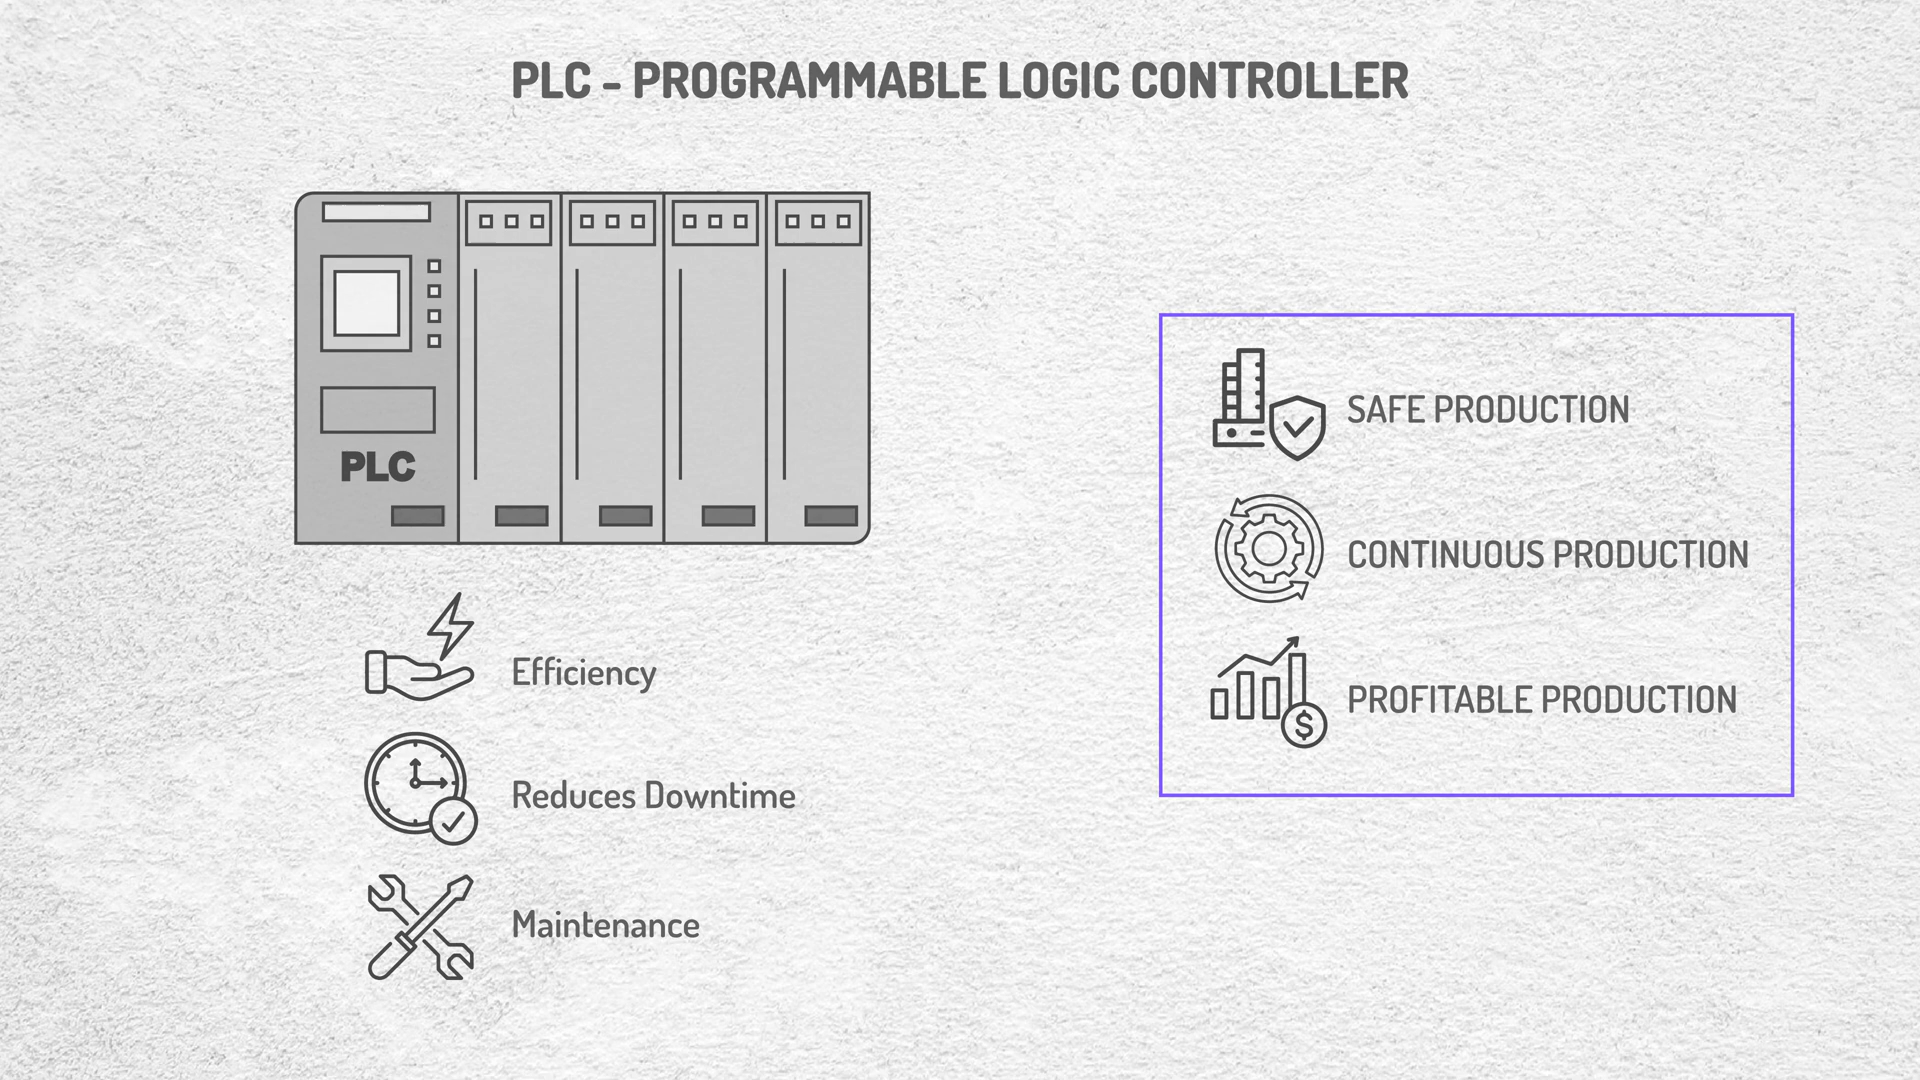 PLC - PROGRAMMABLE LOGIC CONTROLLER
PLC
Efficiency
Reduces Downtime
Maintenance
SAFE PRODUCTION
CONTINUOUS PRODUCTION
PROFITABLE PRODUCTION
$